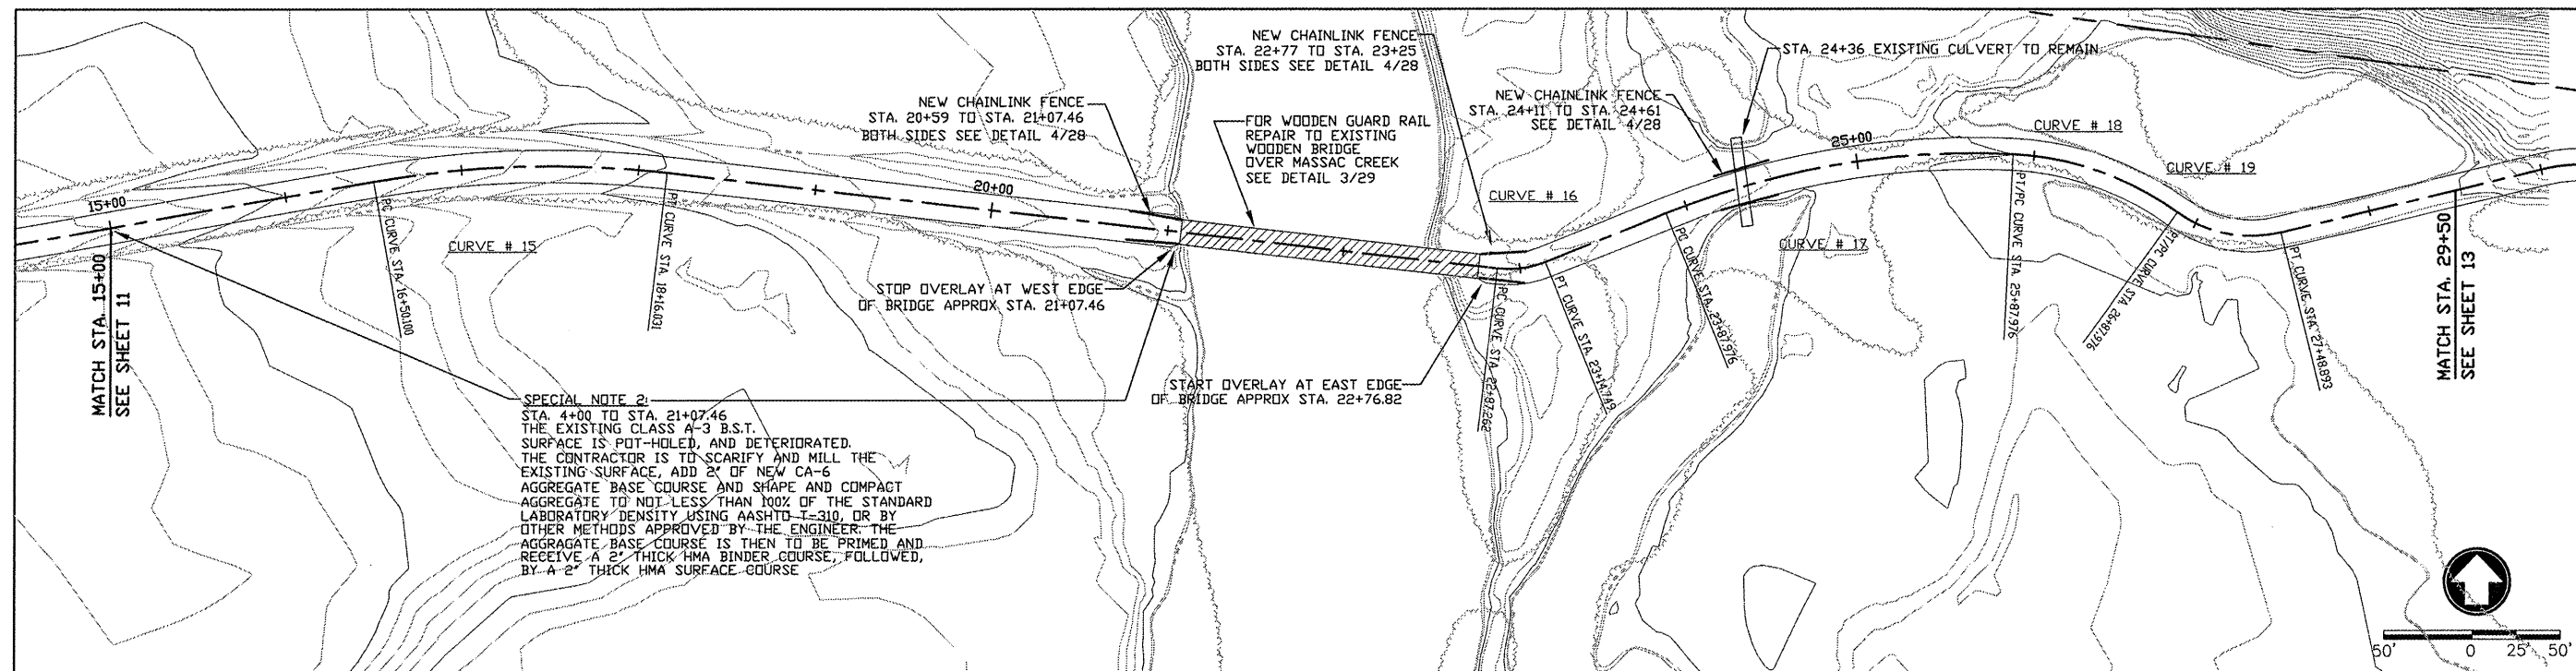 NEW CHAINLINK FENCE
STA. 22+77 TO STA. 23+25
BOTH SIDES SEE DETAIL 4/28
STA. 24+36 EXISTING CULVERT TO REMAIN
NEW CHAINLINK FENCE
STA. 20+59 TO STA. 21+07.46
BOTH SIDES SEE DETAIL 4/28
FOR WOODEN GUARD RAIL
REPAIR TO EXISTING
WOODEN BRIDGE
OVER MASSAC CREEK
SEE DETAIL 3/29
NEW CHAINLINK FENCE
STA. 24+11 TO STA. 24+61
SEE DETAIL 4/28
25+00
CURVE # 18
CURVE # 19
20+00
CURVE # 16
15+00
CURVE # 15
CURVE # 17
MATCH STA. 15+00
SEE SHEET 11
PC CURVE STA. 16+50.100
PT CURVE STA. 18+16.031
STOP OVERLAY AT WEST EDGE
OF BRIDGE APPROX STA. 21+07.46
START OVERLAY AT EAST EDGE
OF BRIDGE APPROX STA. 22+76.82
PC CURVE STA. 22+87.262
PT CURVE STA. 23+14.749
PC CURVE STA. 23+87.976
PT/PC CURVE STA. 25+87.976
PT/PC CURVE STA. 26+87.976
PT CURVE STA. 27+48.893
MATCH STA. 29+50
SEE SHEET 13
SPECIAL NOTE 2:
STA. 4+00 TO STA. 21+07.46
THE EXISTING CLASS A-3 B.S.T.
SURFACE IS POT-HOLED, AND DETERIORATED.
THE CONTRACTOR IS TO SCARIFY AND MILL THE
EXISTING SURFACE, ADD 2" OF NEW CA-6
AGGREGATE BASE COURSE AND SHAPE AND COMPACT
AGGREGATE TO NOT LESS THAN 100% OF THE STANDARD
LABORATORY DENSITY USING AASHTO T-310, OR BY
OTHER METHODS APPROVED BY THE ENGINEER. THE
AGGRAGATE BASE COURSE IS THEN TO BE PRIMED AND
RECEIVE A 2" THICK HMA BINDER COURSE, FOLLOWED,
BY A 2" THICK HMA SURFACE COURSE
50' 0 25' 50'